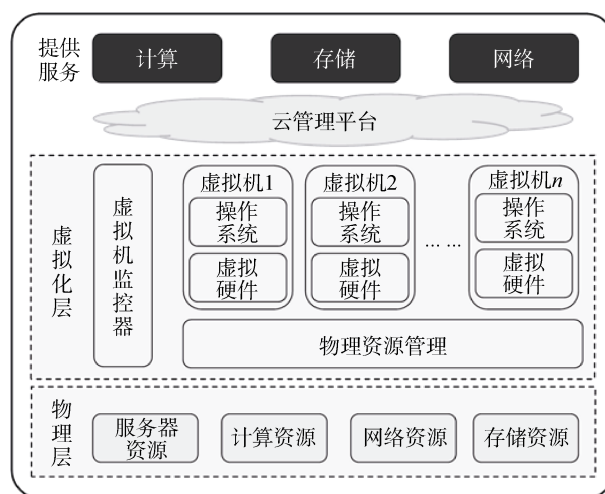 提供
服务
计算
存储
网络
云管理平台
虚拟化层
虚拟机监控器
虚拟机1
操作
系统
虚拟
硬件
虚拟机2
操作
系统
虚拟
硬件
... ...
虚拟机n
操作
系统
虚拟
硬件
物理资源管理
物理层
服务器
资源
计算资源
网络资源
存储资源